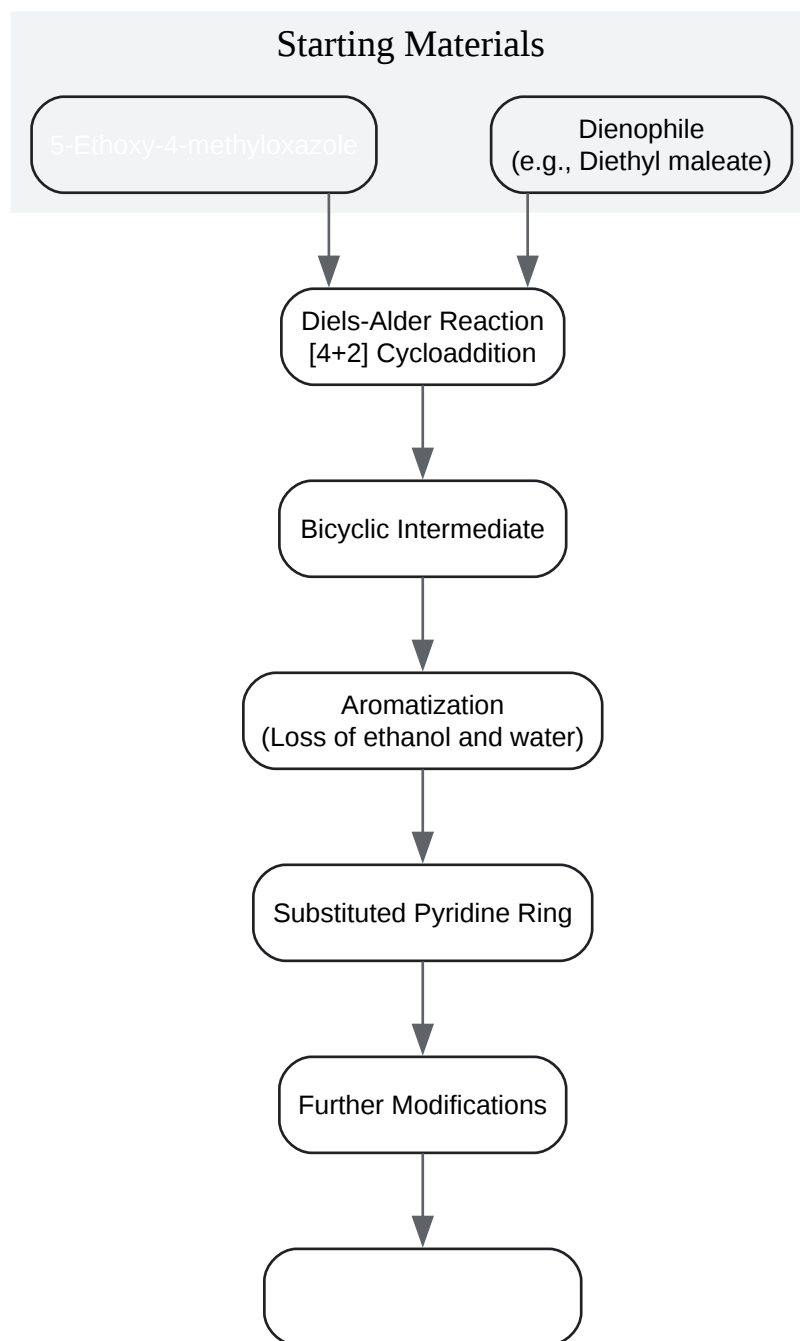 Starting Materials
5-Ethoxy-4-methyloxazole
Dienophile
(e.g., Diethyl maleate)
Diels-Alder Reaction
[4+2] Cycloaddition
Bicyclic Intermediate
Aromatization
(Loss of ethanol and water)
Substituted Pyridine Ring
Further Modifications